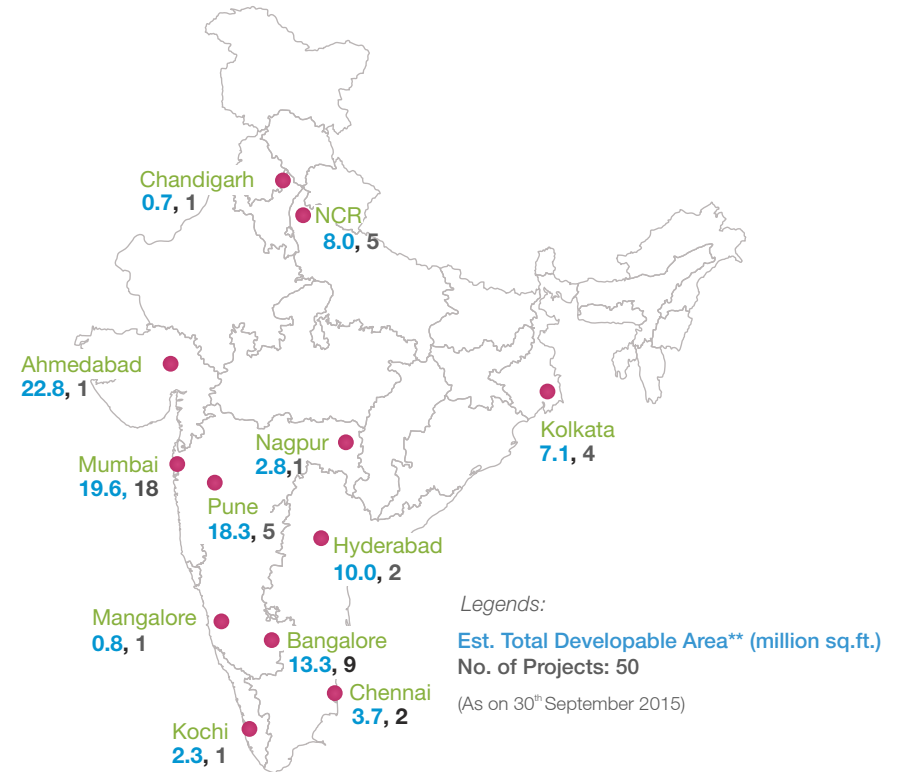 Chandigarh
0.7, 1
NCR
8.0, 5
Ahmedabad
22.8, 1
Kolkata
7.1, 4
Nagpur
2.8,1
Mumbai
19.6, 18
Pune
18.3, 5
Hyderabad
10.0, 2
Mangalore
0.8, 1
Bangalore
13.3, 9
Chennai
3.7, 2
Kochi
2.3, 1
Legends:
Est. Total Developable Area** (million sq.ft.)
No. of Projects: 50
(As on 30th September 2015)